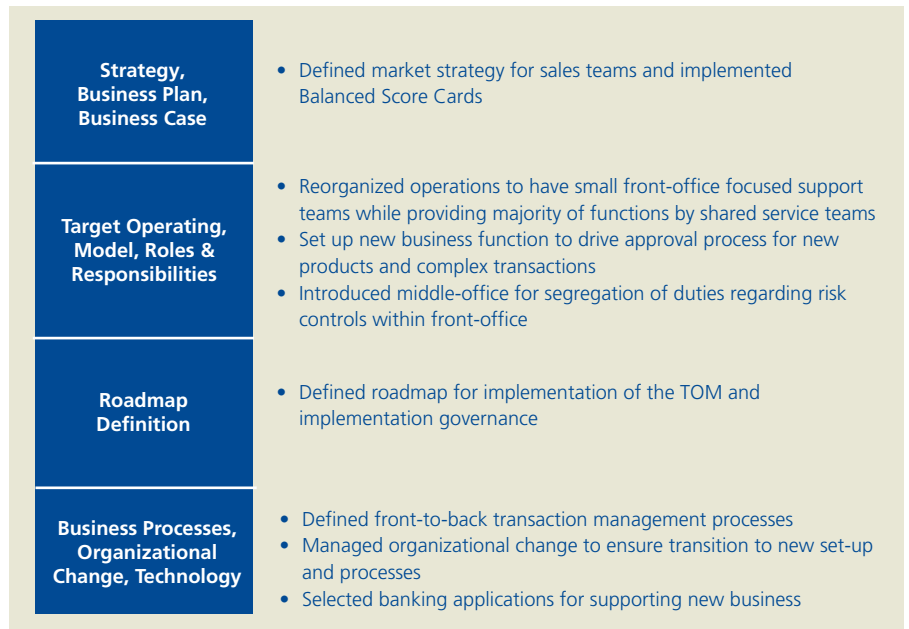 Strategy,
Business Plan,
Business Case
• Defined market strategy for sales teams and implemented
Balanced Score Cards
Target Operating,
Model, Roles &
Responsibilities
• Reorganized operations to have small front-office focused support
teams while providing majority of functions by shared service teams
• Set up new business function to drive approval process for new
products and complex transactions
• Introduced middle-office for segregation of duties regarding risk
controls within front-office
Roadmap
Definition
• Defined roadmap for implementation of the TOM and
implementation governance
Business Processes,
Organizational
Change, Technology
• Defined front-to-back transaction management processes
• Managed organizational change to ensure transition to new set-up
and processes
• Selected banking applications for supporting new business